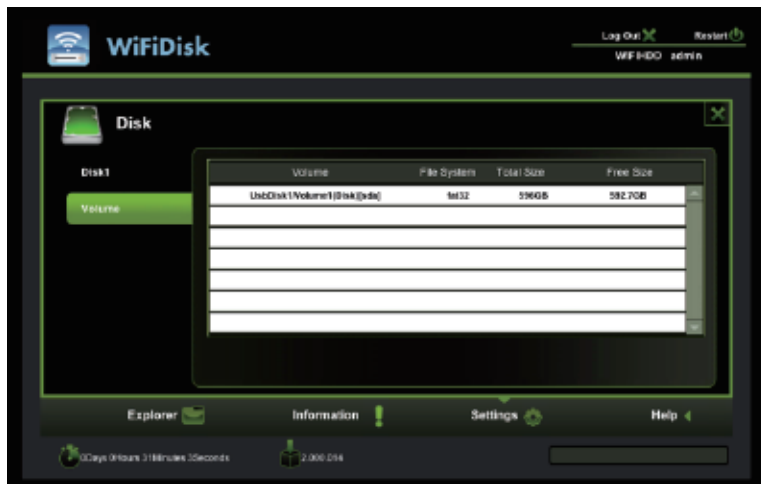 WiFiDisk
Log Out Restart
WIFIHDD admin
Disk
Disk1
Volume
Volume File System Total Size Free Size
UsbDisk1/Volume1(Disk)[sda] fat32 596GB 592.7GB
Explorer Information Settings Help
0Days 0Hours 31Minutes 35Seconds 2.000.014